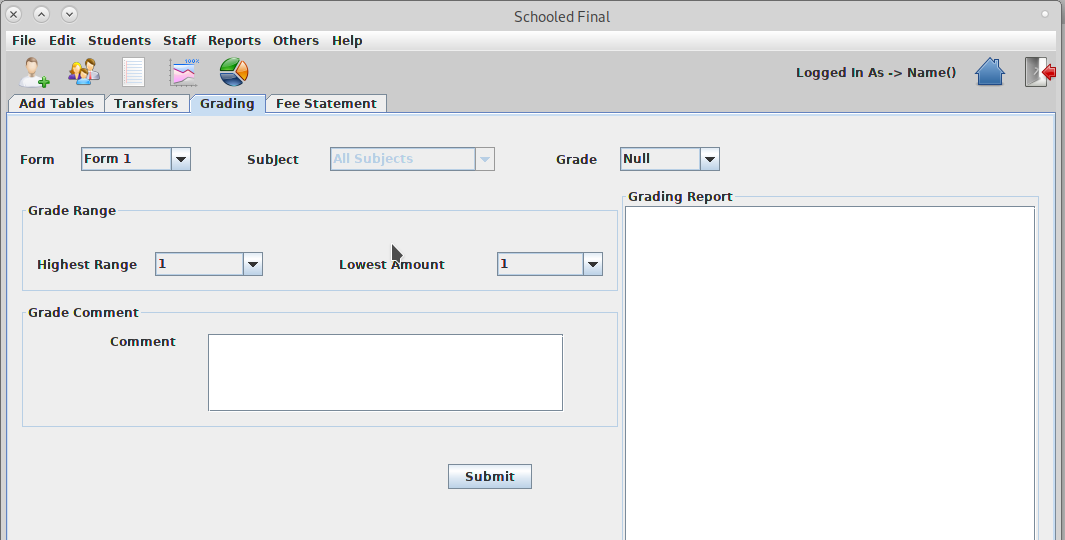 Schooled Final
File Edit Students Staff Reports Others Help
100%
Logged In As -> Name()
Add Tables Transfers Grading Fee Statement
Form Form 1 Subject All Subjects Grade Null
Grading Report
Grade Range
Highest Range 1 Lowest Amount 1
Grade Comment
Comment
Submit